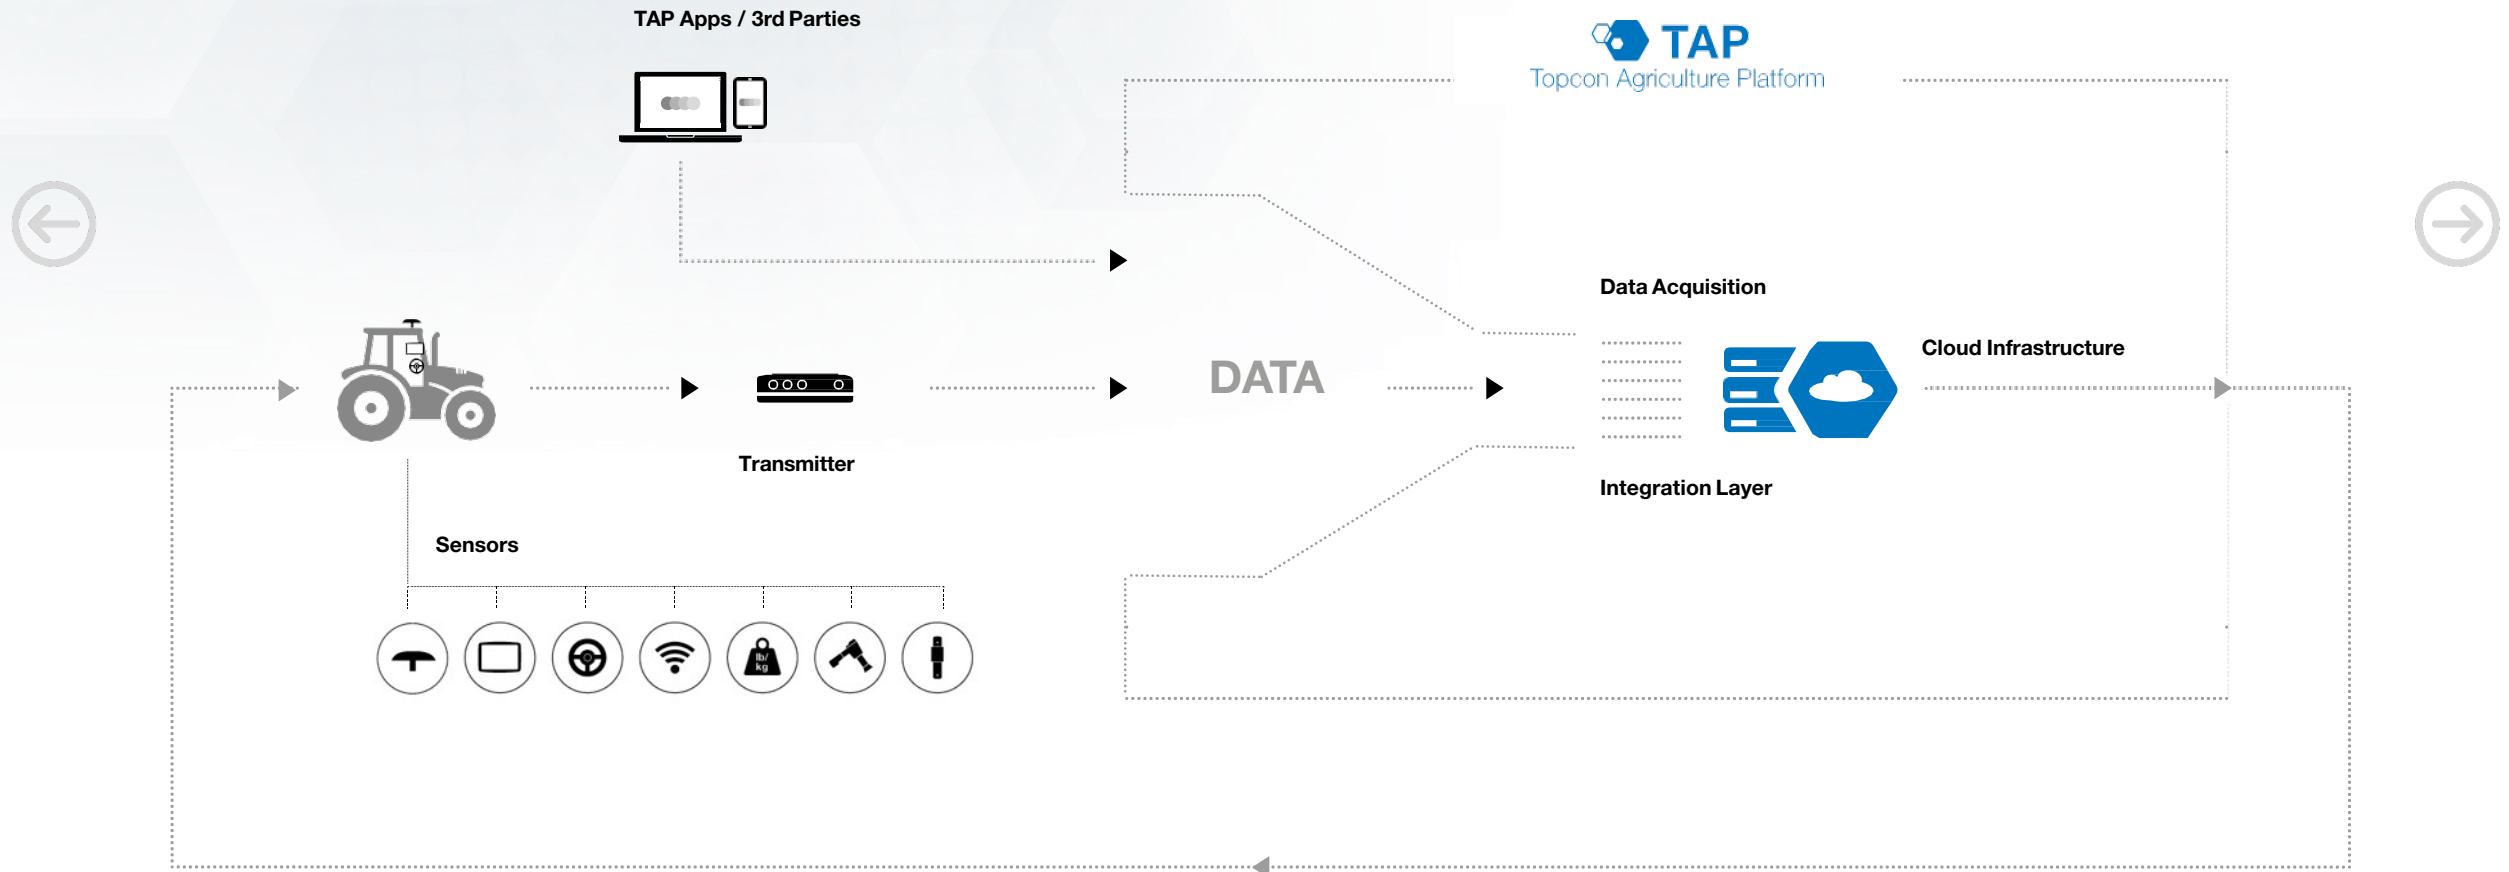 TAP Apps / 3rd Parties
TAP
Topcon Agriculture Platform
Data Acquisition
Cloud Infrastructure
DATA
Transmitter
Integration Layer
Sensors
lb/
kg